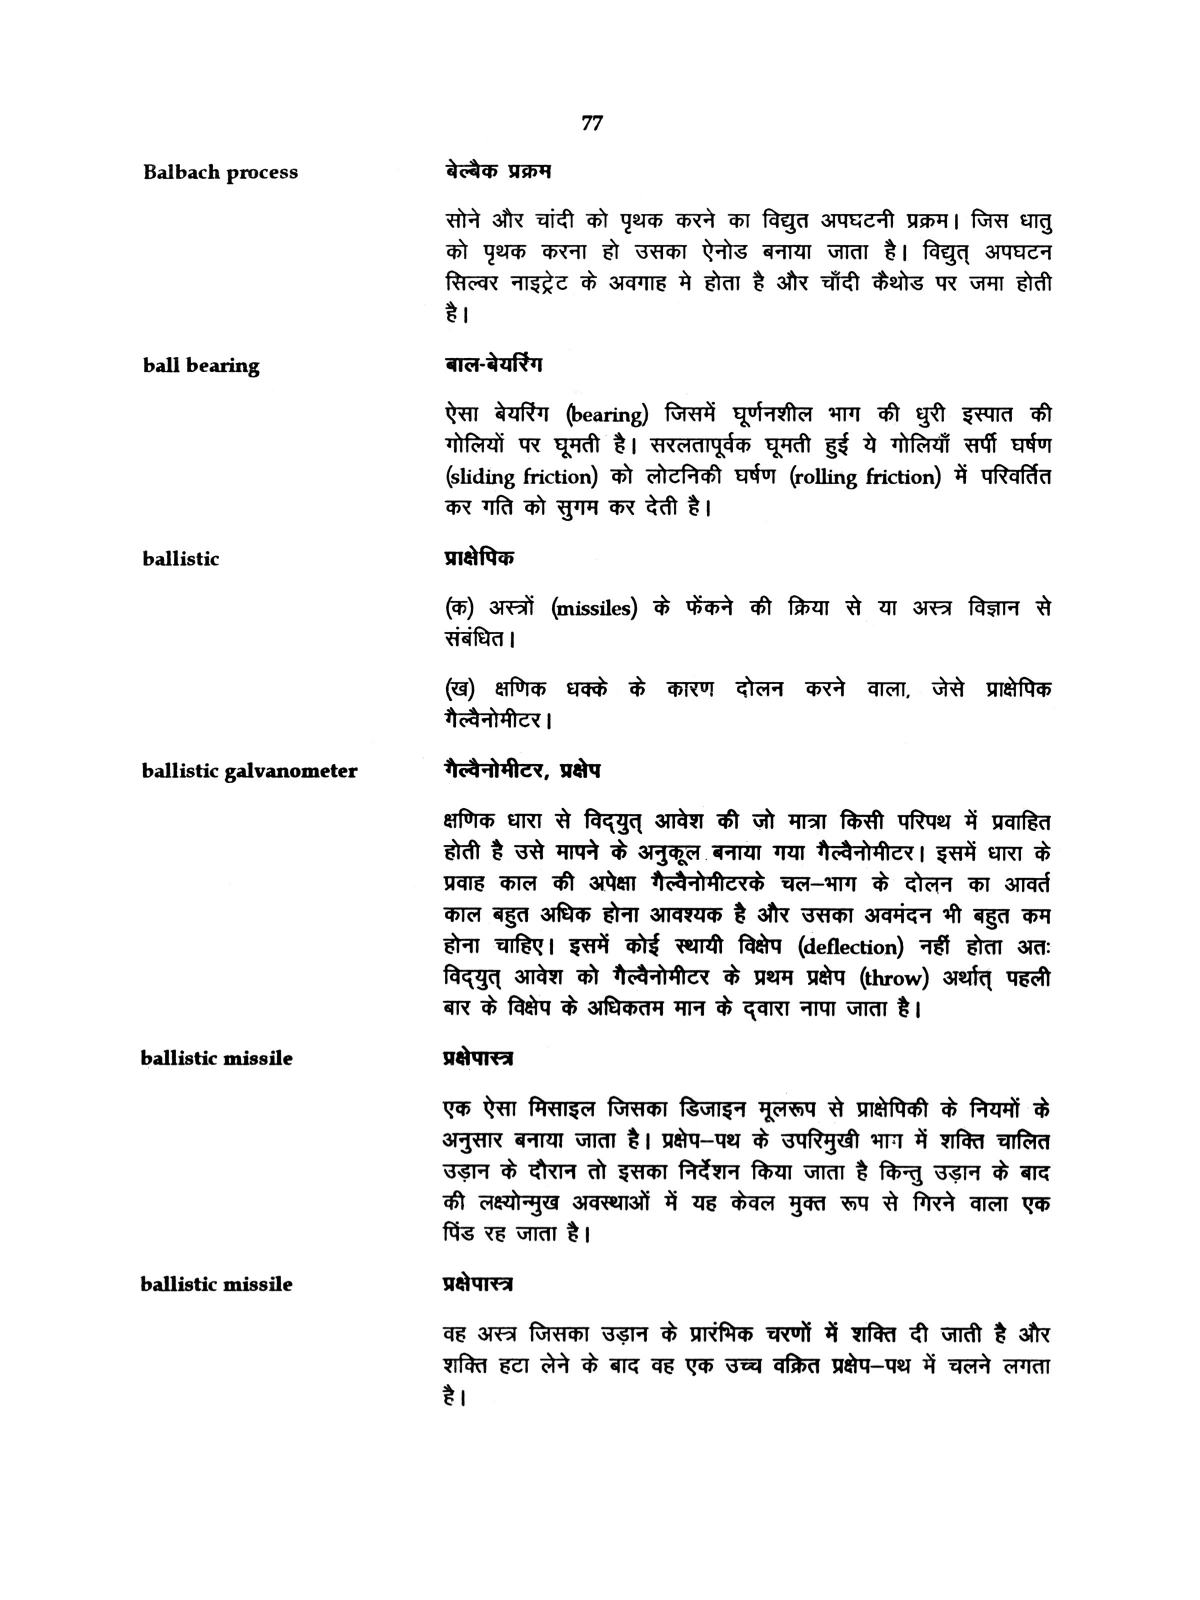 77
Balbach process बेल्बैक प्रक्रम
सोने और चांदी को पृथक करने का विद्युत अपघटनी प्रक्रम। जिस धातु
को पृथक करना हो उसका ऐनोड बनाया जाता है। विद्युत् अपघटन
सिल्वर नाइट्रेट के अवगाह मे होता है और चाँदी कैथोड पर जमा होती
है।
ball bearing बाल-बेयरिंग
ऐसा बेयरिंग (bearing) जिसमें घूर्णनशील भाग की धुरी इस्पात की
गोलियों पर घूमती है। सरलतापूर्वक घूमती हुई ये गोलियाँ सर्पी घर्षण
(sliding friction) को लोटनिकी घर्षण (rolling friction) में परिवर्तित
कर गति को सुगम कर देती है।
ballistic प्राक्षेपिक
(क) अस्त्रों (missiles) के फेंकने की क्रिया से या अस्त्र विज्ञान से
संबंधित।
(ख) क्षणिक धक्के के कारण दोलन करने वाला, जेसे प्राक्षेपिक
गैल्वैनोमीटर।
ballistic galvanometer गैल्वैनोमीटर, प्रक्षेप
क्षणिक धारा से विद्‌युत् आवेश की जो मात्रा किसी परिपथ में प्रवाहित
होती है उसे मापने के अनुकूल बनाया गया गैल्वैनोमीटर। इसमें धारा के
प्रवाह काल की अपेक्षा गैल्वैनोमीटरके चल–भाग के दोलन का आवर्त
काल बहुत अधिक होना आवश्यक है और उसका अवमंदन भी बहुत कम
होना चाहिए। इसमें कोई स्थायी विक्षेप (deflection) नहीं होता अतः
विद्‌युत् आवेश को गैल्वैनोमीटर के प्रथम प्रक्षेप (throw) अर्थात् पहली
बार के विक्षेप के अधिकतम मान के द्‌वारा नापा जाता है।
ballistic missile प्रक्षेपास्त्र
एक ऐसा मिसाइल जिसका डिजाइन मूलरूप से प्राक्षेपिकी के नियमों के
अनुसार बनाया जाता है। प्रक्षेप–पथ के उपरिमुखी भाग में शक्ति चालित
उड़ान के दौरान तो इसका निर्देशन किया जाता है किन्तु उड़ान के बाद
की लक्ष्योन्मुख अवस्थाओं में यह केवल मुक्त रूप से गिरने वाला एक
पिंड रह जाता है।
ballistic missile प्रक्षेपास्त्र
वह अस्त्र जिसका उड़ान के प्रारंभिक चरणों में शक्ति दी जाती है और
शक्ति हटा लेने के बाद वह एक उच्च वक्रित प्रक्षेप–पथ में चलने लगता
है।